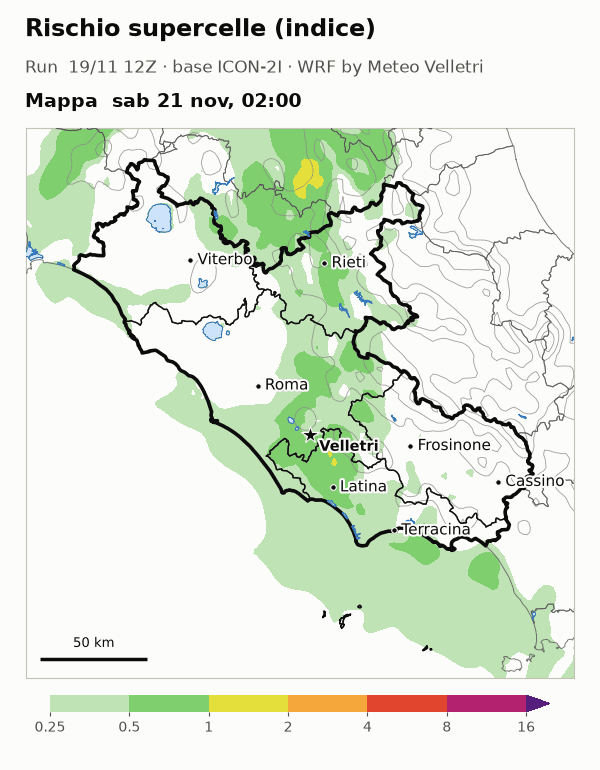 Rischio supercelle (indice)
Run  19/11 12Z · base ICON-2I · WRF by Meteo Velletri
Mappa  sab 21 nov, 02:00
Viterbo
Rieti
Roma
Velletri
Frosinone
Latina
Cassino
Terracina
50 km
0.25 0.5 1 2 4 8 16